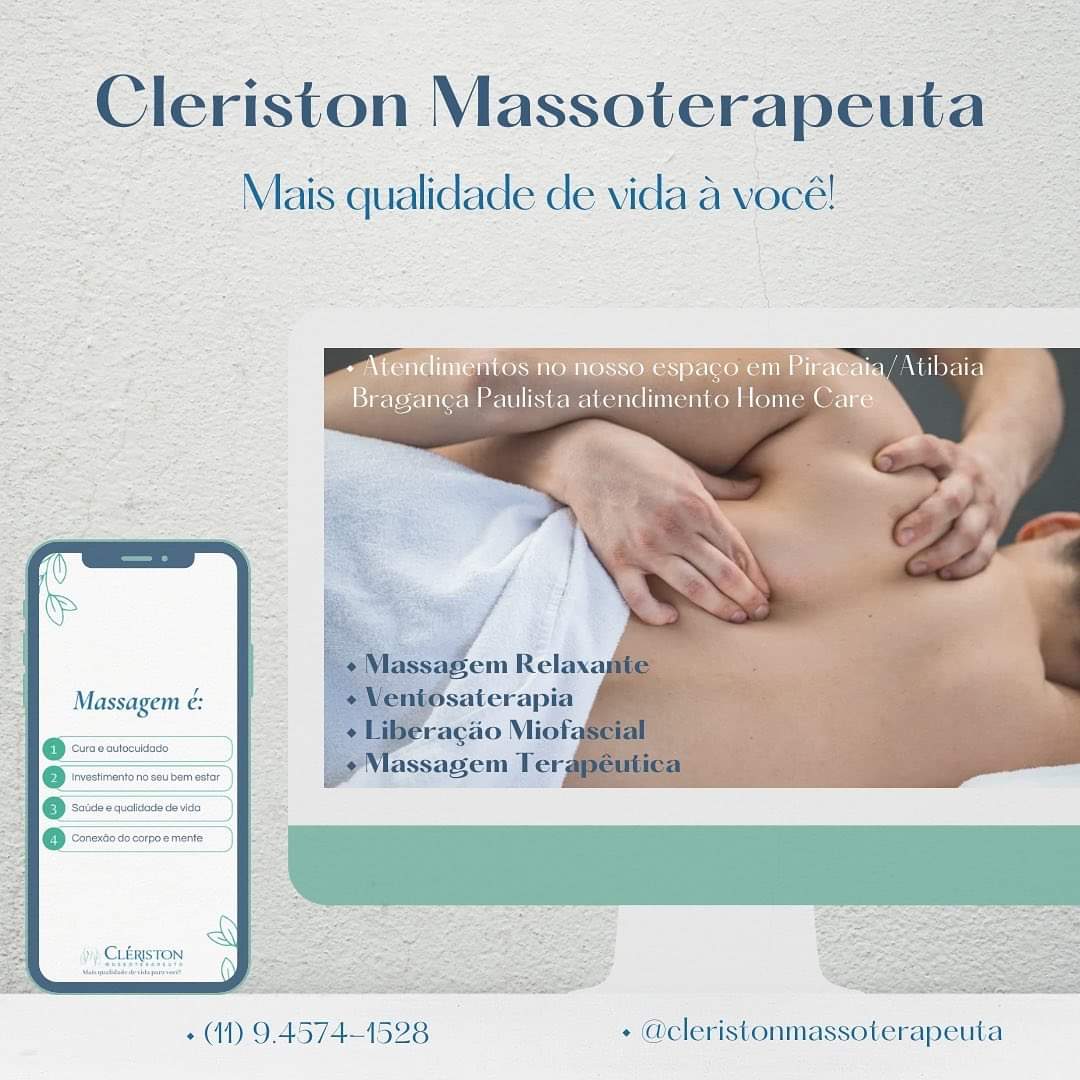 Cleriston Massoterapeuta
Mais qualidade de vida à você!
• Atendimentos no nosso espaço em Piracaia/Atibaia
Bragança Paulista atendimento Home Care
• Massagem Relaxante
• Ventosaterapia
• Liberação Miofascial
• Massagem Terapêutica
Massagem é:
1 Cura e autocuidado
2 Investimento no seu bem estar
3 Saúde e qualidade de vida
4 Conexão do corpo e mente
CLÉRISTON
MASSOTERAPEUTA
Mais qualidade de vida para você!
• (11) 9.4574-1528
• @cleristonmassoterapeuta